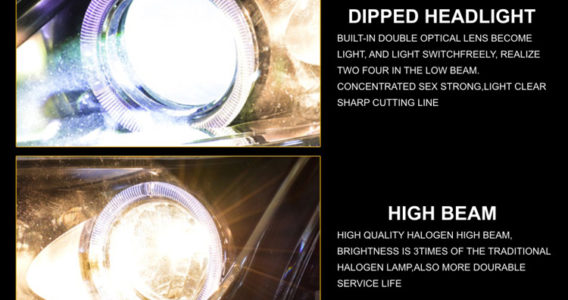 DIPPED HEADLIGHT
BUILT-IN DOUBLE OPTICAL LENS BECOME
LIGHT, AND LIGHT SWITCHFREELY, REALIZE
TWO FOUR IN THE LOW BEAM.
CONCENTRATED SEX STRONG,LIGHT CLEAR
SHARP CUTTING LINE
HIGH BEAM
HIGH QUALITY HALOGEN HIGH BEAM,
BRIGHTNESS IS 3TIMES OF THE TRADITIONAL
HALOGEN LAMP,ALSO MORE DOURABLE
SERVICE LIFE